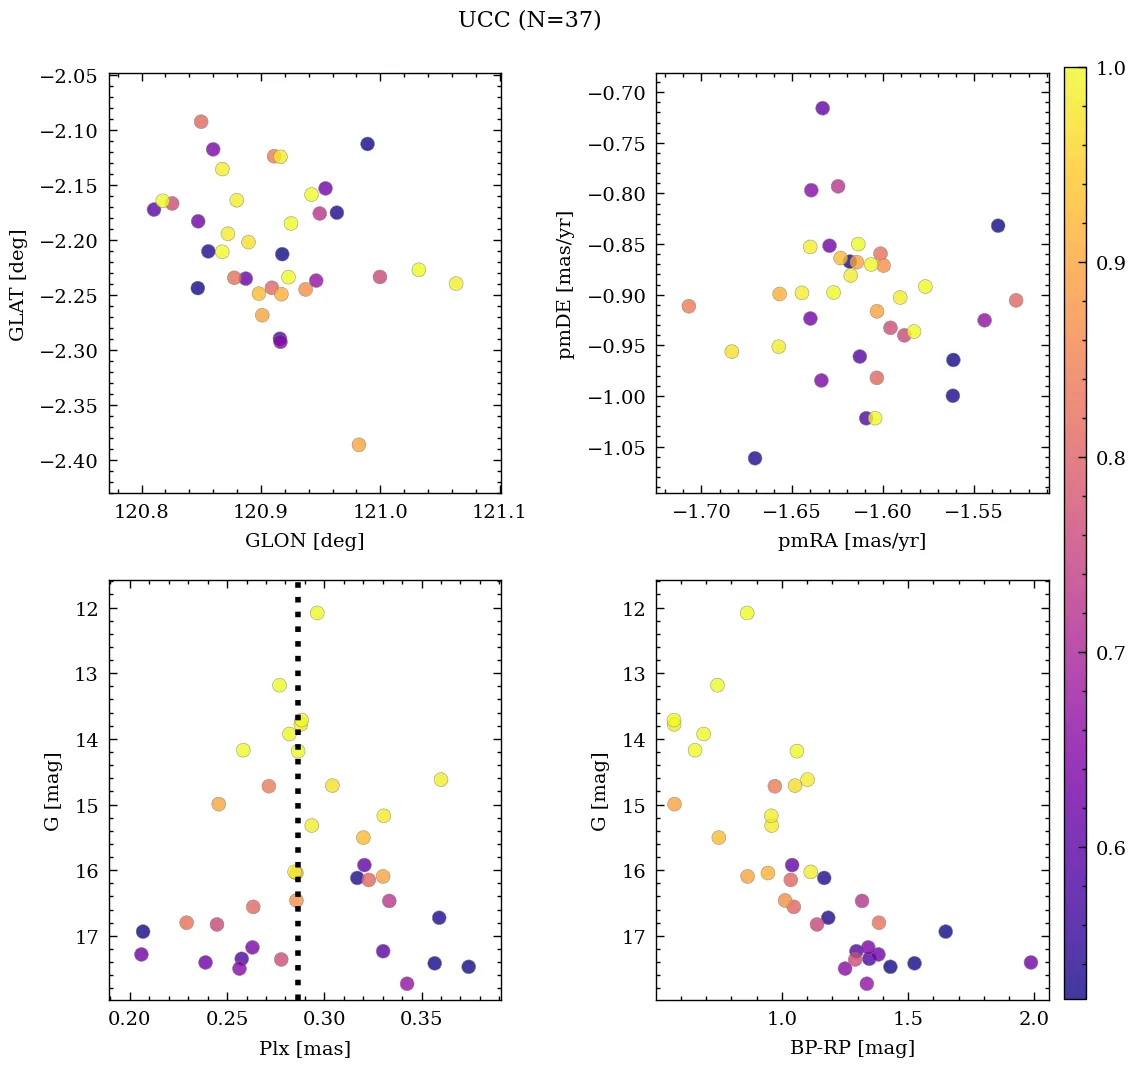 UCC (N=37)
−2.05
−2.10
−2.15
−2.20
−2.25
−2.30
−2.35
−2.40
GLAT [deg]
120.8 120.9 121.0 121.1
GLON [deg]
−0.70
−0.75
−0.80
−0.85
−0.90
−0.95
−1.00
−1.05
pmDE [mas/yr]
−1.70 −1.65 −1.60 −1.55
pmRA [mas/yr]
12
13
14
15
16
17
G [mag]
0.20 0.25 0.30 0.35
Plx [mas]
12
13
14
15
16
17
G [mag]
1.0 1.5 2.0
BP-RP [mag]
1.0
0.9
0.8
0.7
0.6